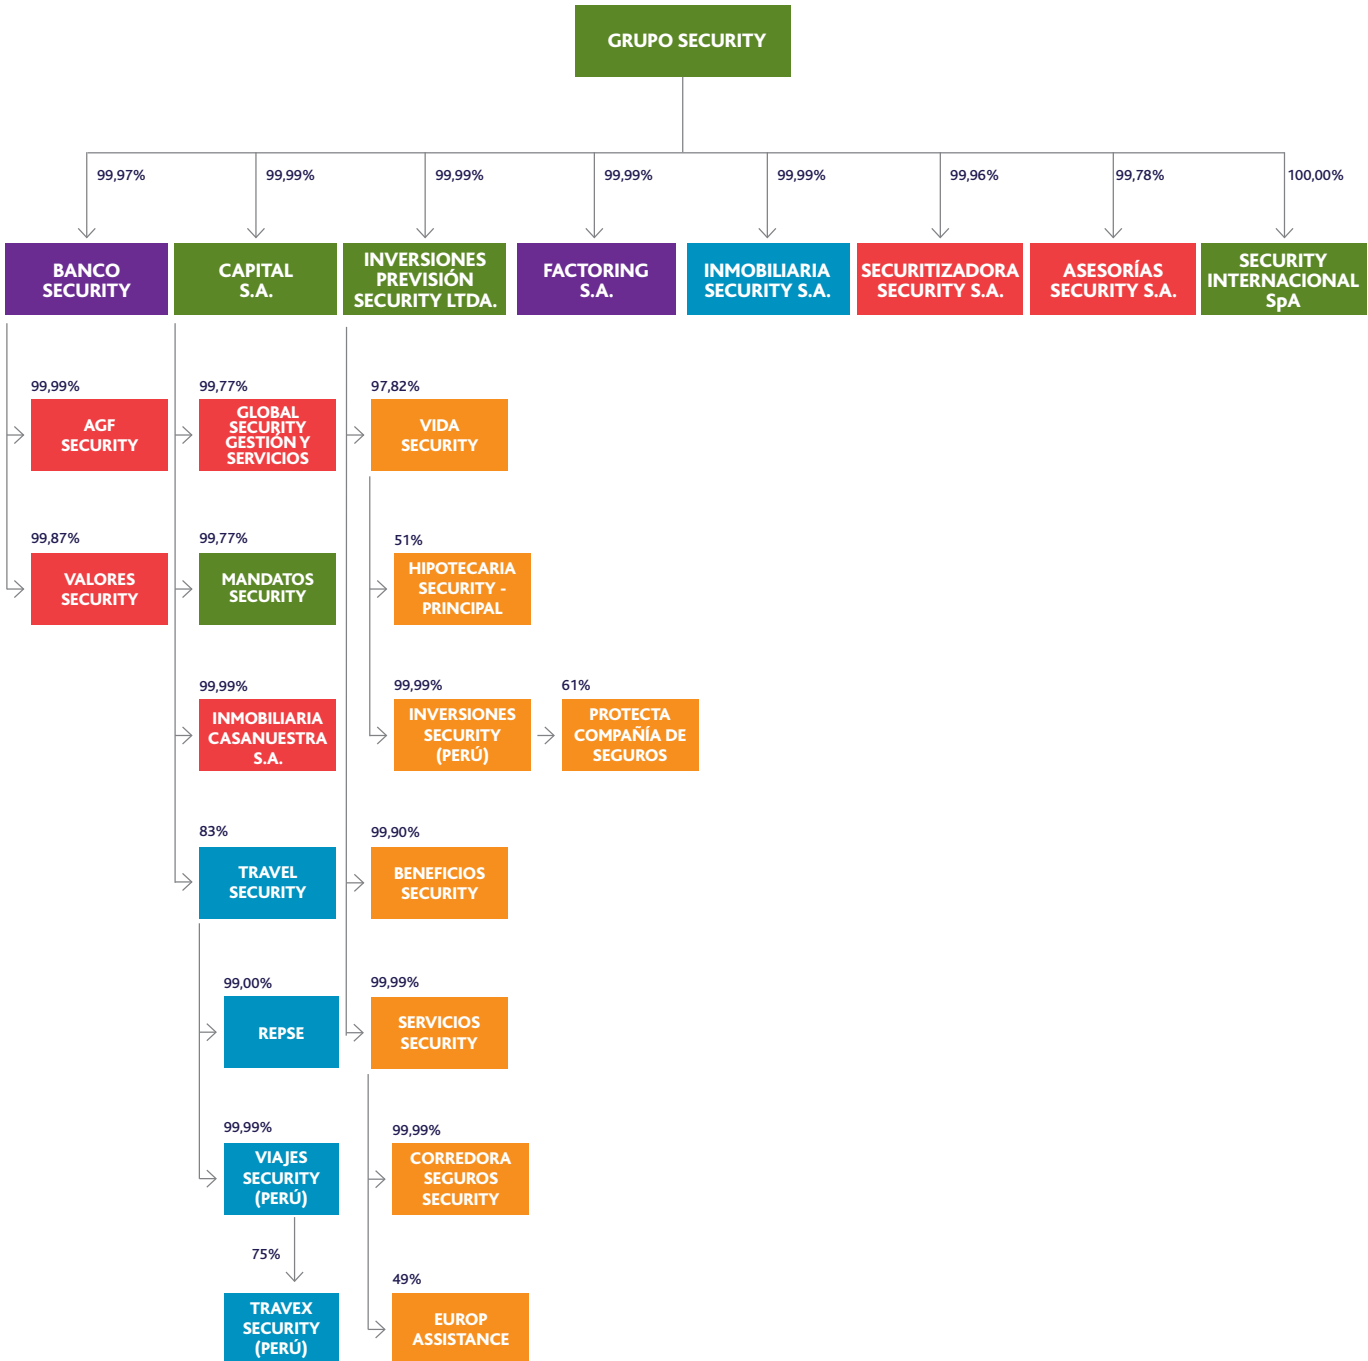 GRUPO SECURITY
99,97%
99,99%
99,99%
99,99%
99,99%
99,96%
99,78%
100,00%
BANCO
SECURITY
CAPITAL
S.A.
INVERSIONES
PREVISIÓN
SECURITY LTDA.
FACTORING
S.A.
INMOBILIARIA
SECURITY S.A.
SECURITIZADORA
SECURITY S.A.
ASESORÍAS
SECURITY S.A.
SECURITY
INTERNACIONAL
SpA
99,99%
AGF
SECURITY
99,77%
GLOBAL
SECURITY
GESTIÓN Y
SERVICIOS
97,82%
VIDA
SECURITY
99,87%
VALORES
SECURITY
99,77%
MANDATOS
SECURITY
51%
HIPOTECARIA
SECURITY -
PRINCIPAL
99,99%
INMOBILIARIA
CASANUESTRA
S.A.
99,99%
INVERSIONES
SECURITY
(PERÚ)
61%
PROTECTA
COMPAÑÍA DE
SEGUROS
83%
TRAVEL
SECURITY
99,90%
BENEFICIOS
SECURITY
99,00%
REPSE
99,99%
SERVICIOS
SECURITY
99,99%
VIAJES
SECURITY
(PERÚ)
99,99%
CORREDORA
SEGUROS
SECURITY
75%
TRAVEX
SECURITY
(PERÚ)
49%
EUROP
ASSISTANCE